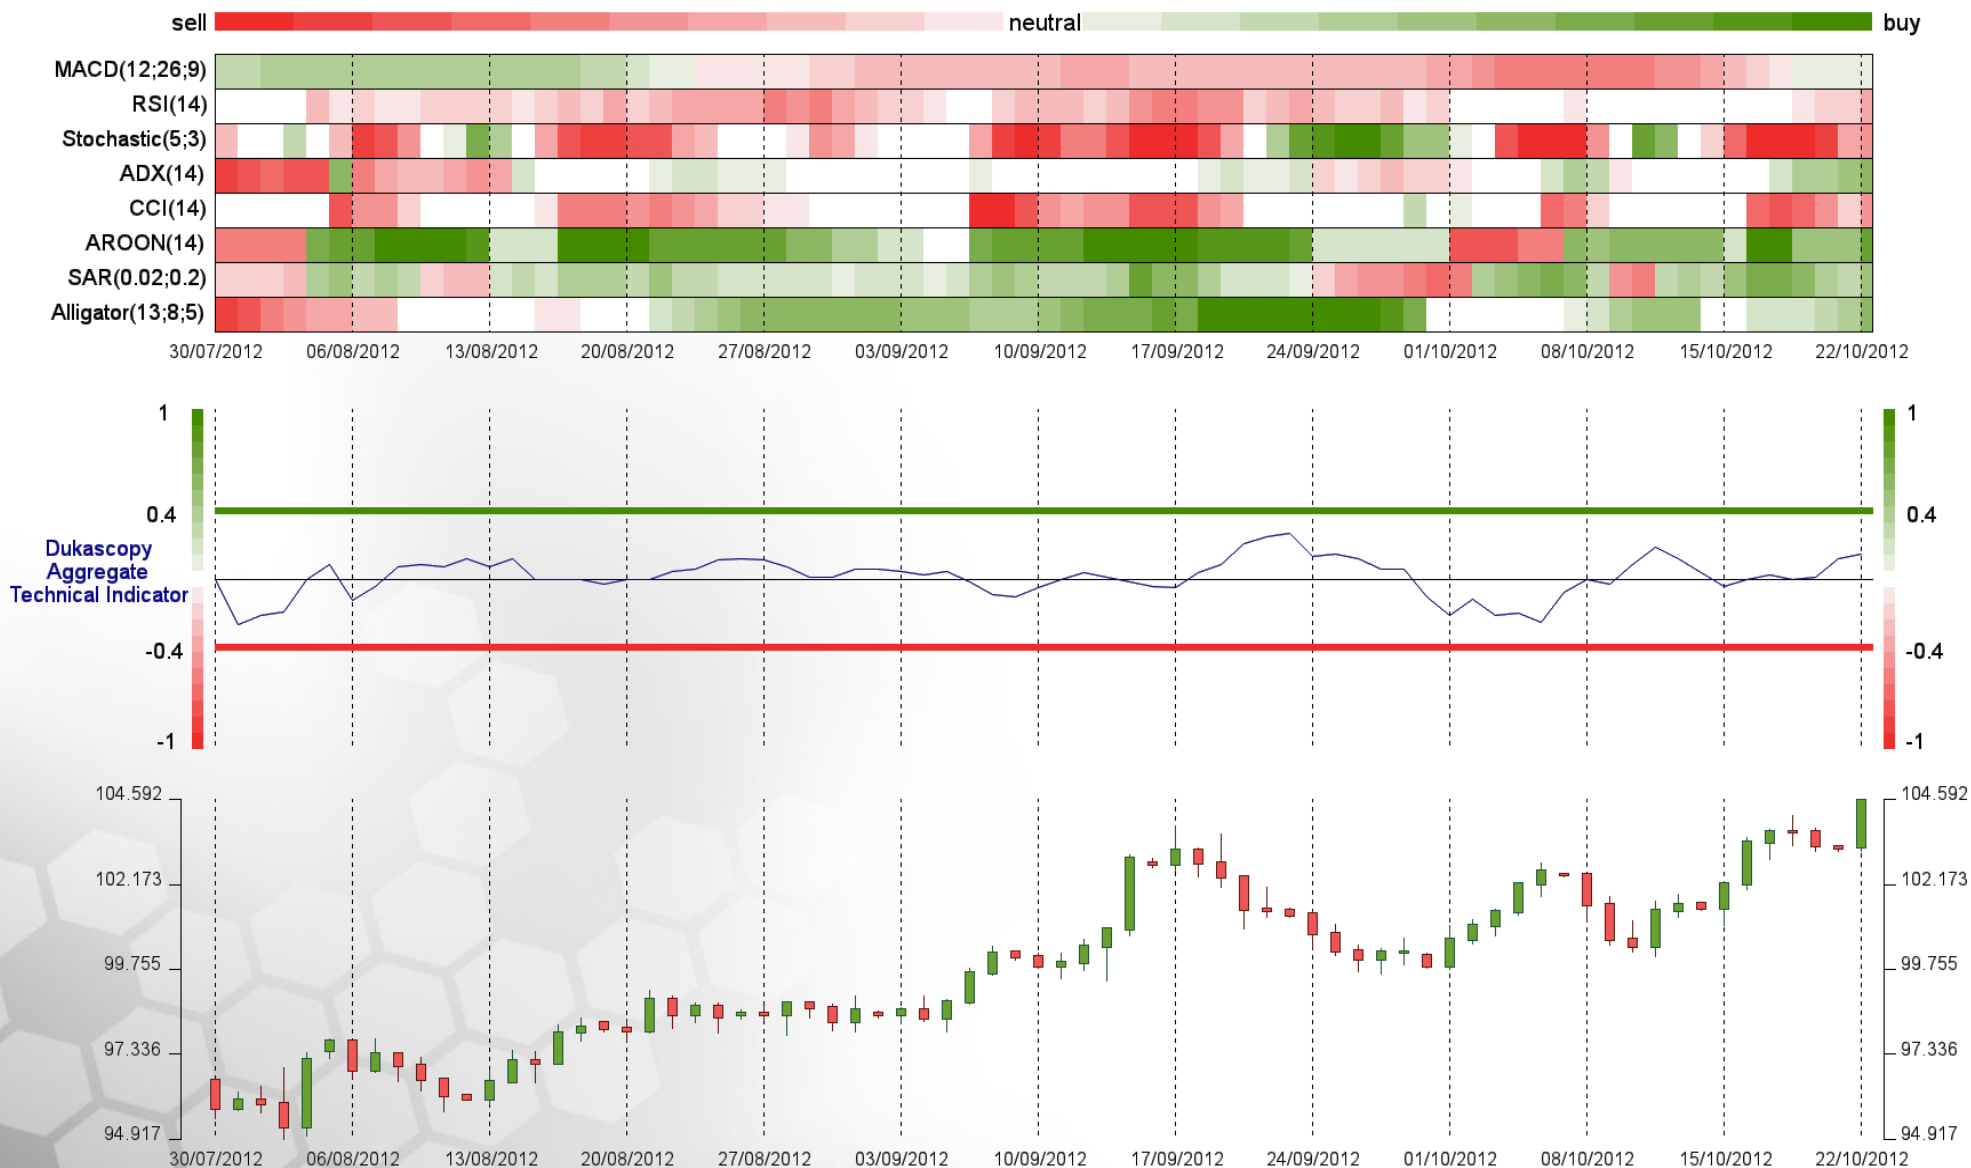 sell neutral buy
MACD(12;26;9)
RSI(14)
Stochastic(5;3)
ADX(14)
CCI(14)
AROON(14)
SAR(0.02;0.2)
Alligator(13;8;5)
30/07/2012 06/08/2012 13/08/2012 20/08/2012 27/08/2012 03/09/2012 10/09/2012 17/09/2012 24/09/2012 01/10/2012 08/10/2012 15/10/2012 22/10/2012
1 1
0.4 0.4
Dukascopy
Aggregate
Technical Indicator
-0.4 -0.4
-1 -1
104.592 104.592
102.173 102.173
99.755 99.755
97.336 97.336
94.917 94.917
30/07/2012 06/08/2012 13/08/2012 20/08/2012 27/08/2012 03/09/2012 10/09/2012 17/09/2012 24/09/2012 01/10/2012 08/10/2012 15/10/2012 22/10/2012